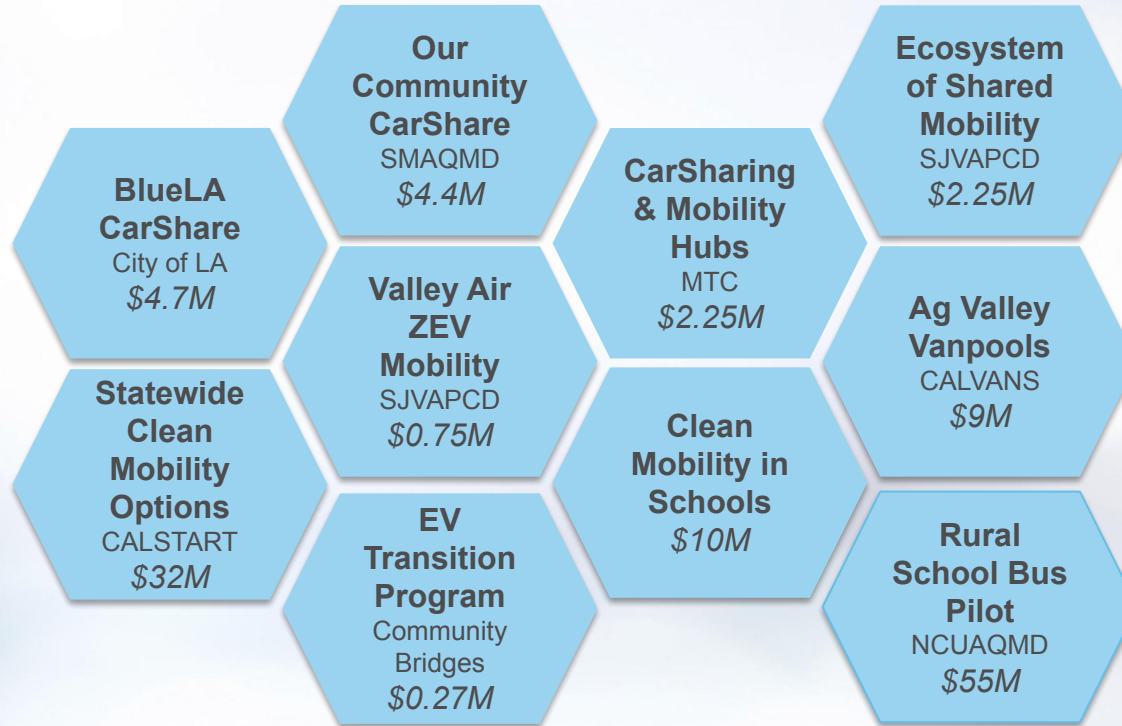 BlueLA
CarShare
City of LA
$4.7M
Statewide
Clean
Mobility
Options
CALSTART
$32M
Our
Community
CarShare
SMAQMD
$4.4M
Valley Air
ZEV
Mobility
SJVAPCD
$0.75M
EV
Transition
Program
Community
Bridges
$0.27M
CarSharing
& Mobility
Hubs
MTC
$2.25M
Clean
Mobility in
Schools
$10M
Ecosystem
of Shared
Mobility
SJVAPCD
$2.25M
Ag Valley
Vanpools
CALVANS
$9M
Rural
School Bus
Pilot
NCUAQMD
$55M